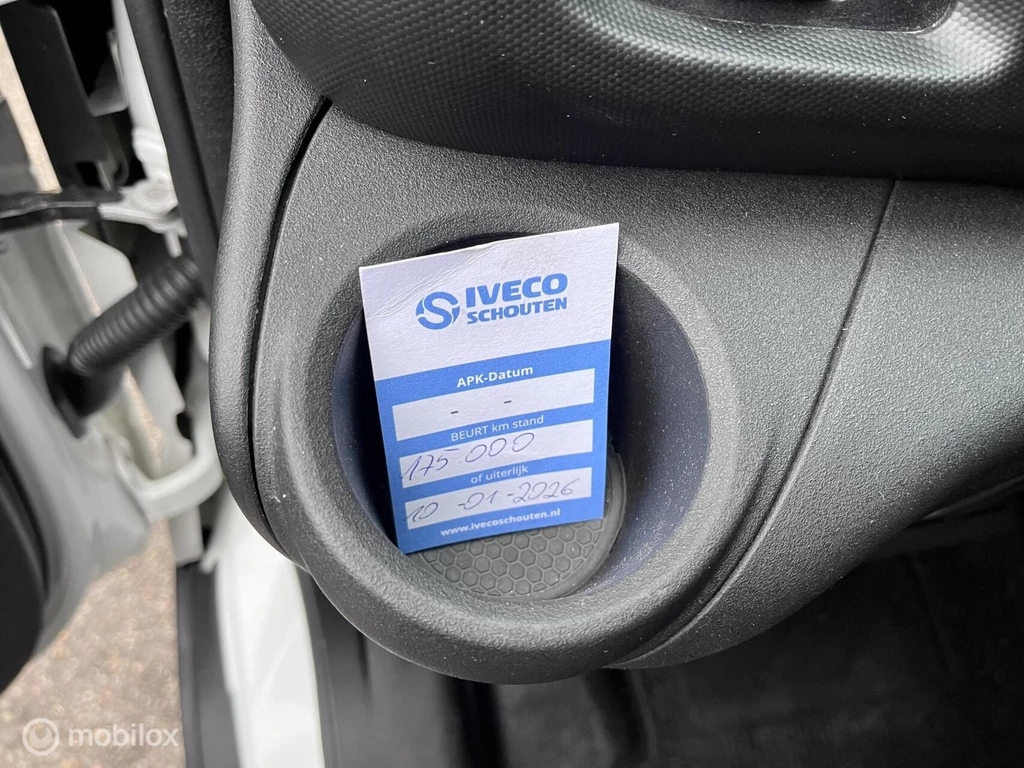 IVECO
SCHOUTEN
APK-Datum
- -
BEURT km stand
175.000
of uiterlijk
10-01-2026
www.ivecoschouten.nl
mobilox